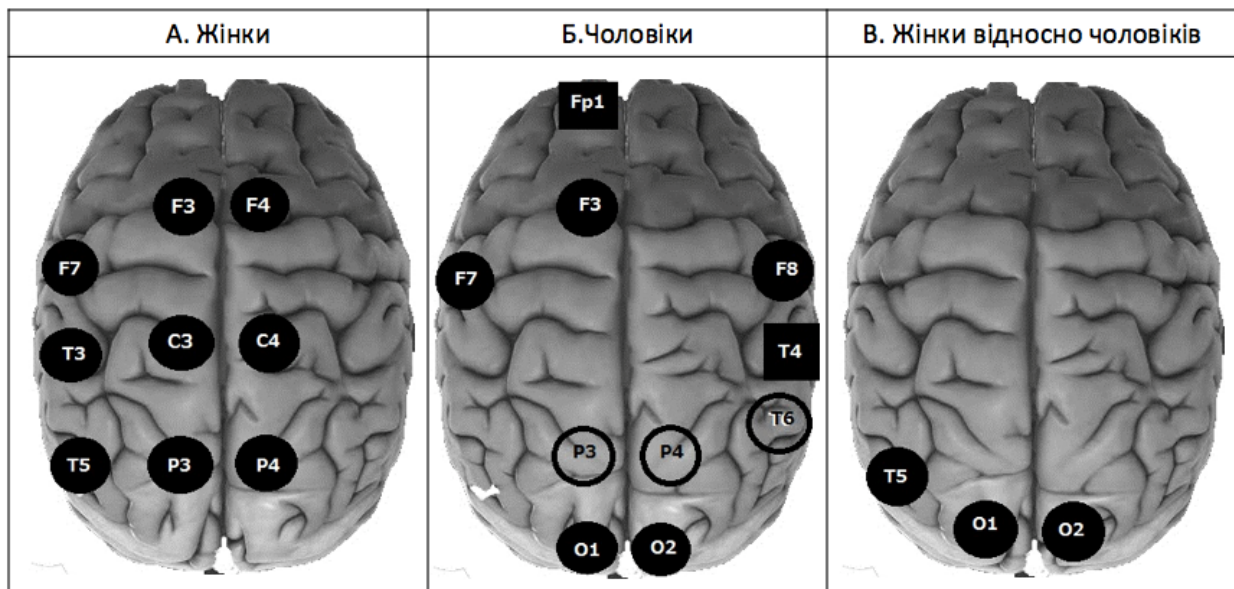 А. Жінки
Б.Чоловіки
В. Жінки відносно чоловіків
F3 F4
F7
T3 C3 C4
T5 P3 P4
Fp1
F3
F7 F8
T4
T6
P3 P4
O1 O2
T5
O1 O2